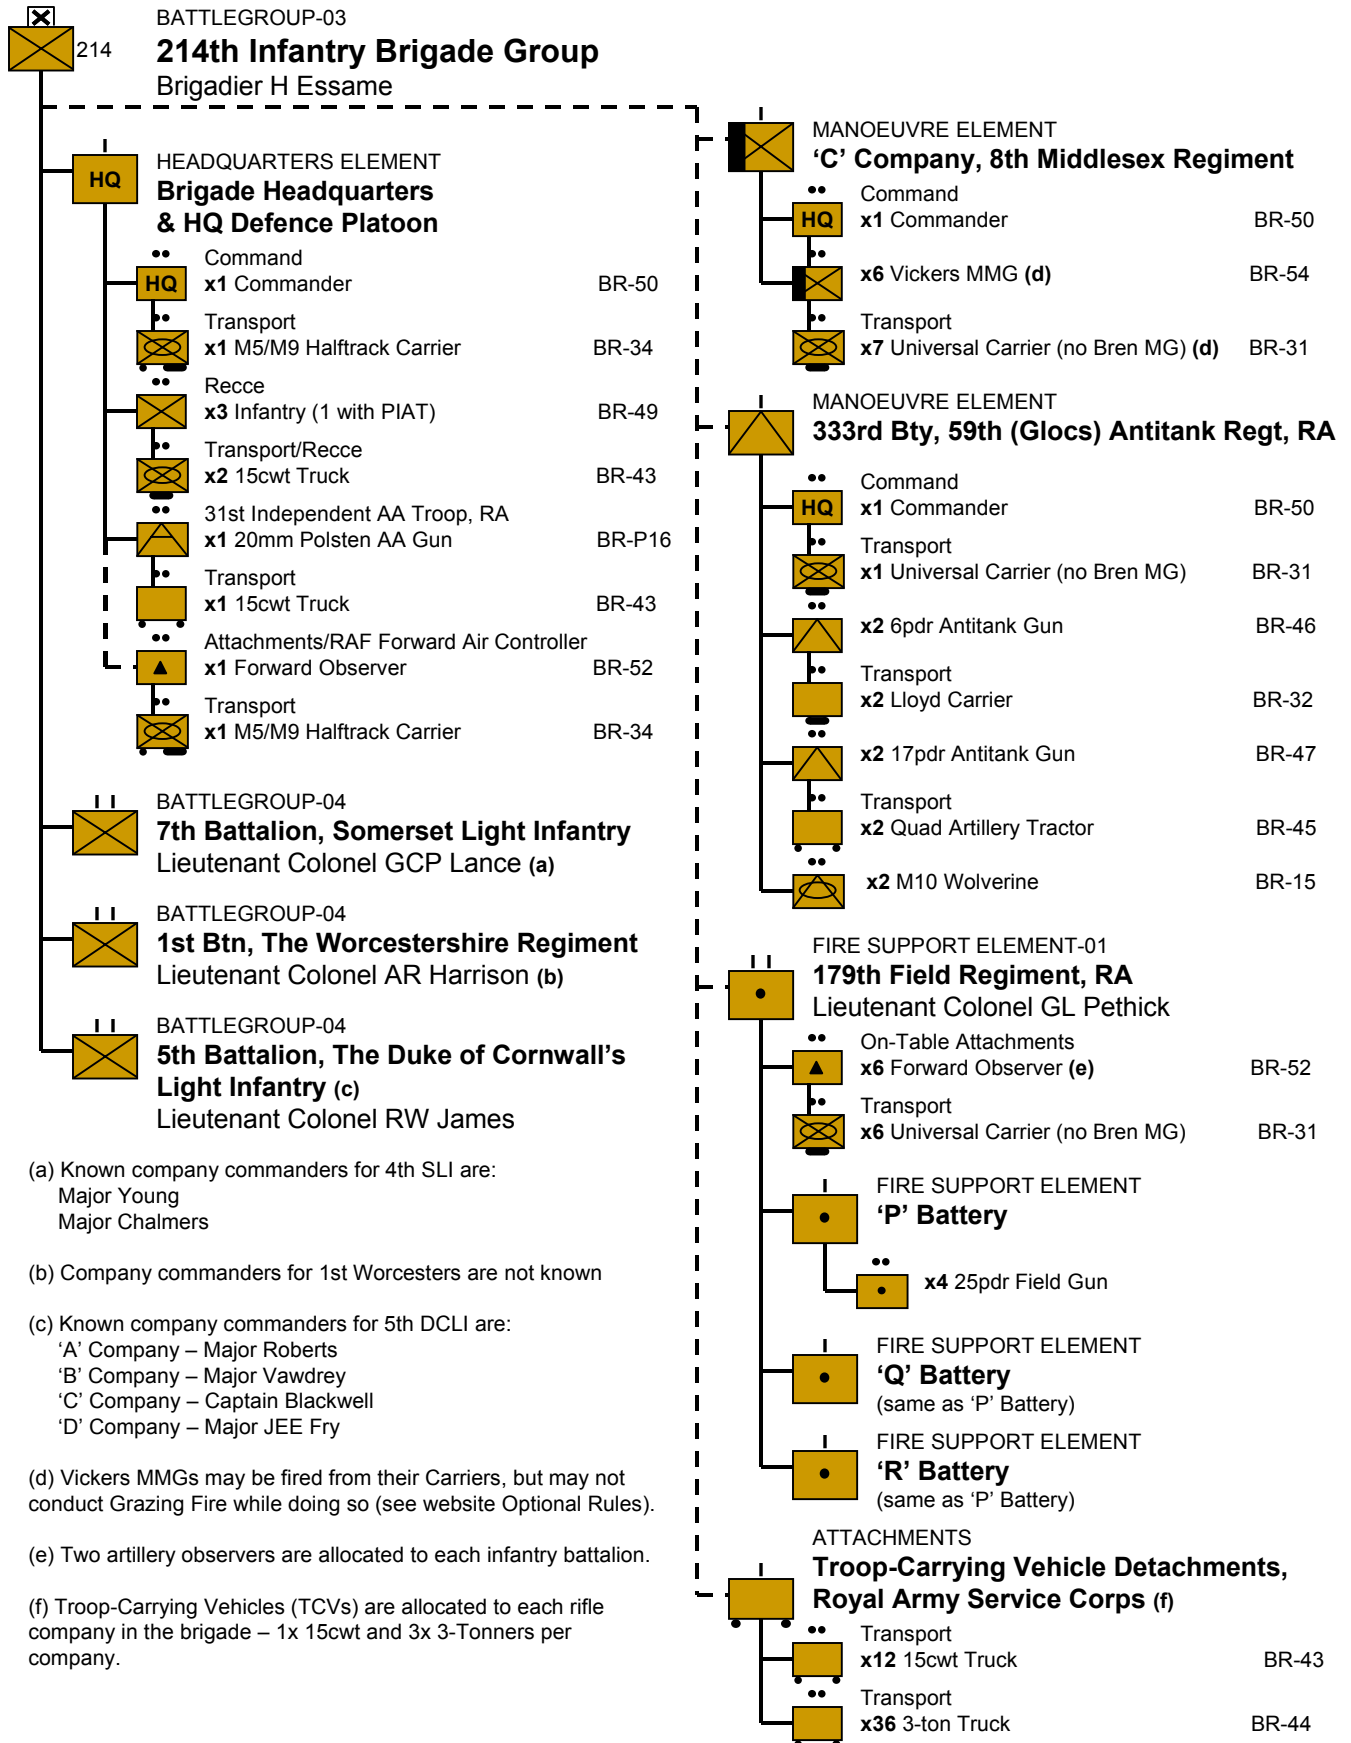 BATTLEGROUP-03
214
214th Infantry Brigade Group
Brigadier H Essame
HEADQUARTERS ELEMENT
HQ
Brigade Headquarters
& HQ Defence Platoon
Command
HQ x1 Commander BR-50
Transport
x1 M5/M9 Halftrack Carrier BR-34
Recce
x3 Infantry (1 with PIAT) BR-49
Transport/Recce
x2 15cwt Truck BR-43
31st Independent AA Troop, RA
x1 20mm Polsten AA Gun BR-P16
Transport
x1 15cwt Truck BR-43
Attachments/RAF Forward Air Controller
x1 Forward Observer BR-52
Transport
x1 M5/M9 Halftrack Carrier BR-34
BATTLEGROUP-04
7th Battalion, Somerset Light Infantry
Lieutenant Colonel GCP Lance (a)
BATTLEGROUP-04
1st Btn, The Worcestershire Regiment
Lieutenant Colonel AR Harrison (b)
BATTLEGROUP-04
5th Battalion, The Duke of Cornwall’s
Light Infantry (c)
Lieutenant Colonel RW James
(a) Known company commanders for 4th SLI are:
Major Young
Major Chalmers
(b) Company commanders for 1st Worcesters are not known
(c) Known company commanders for 5th DCLI are:
‘A’ Company – Major Roberts
‘B’ Company – Major Vawdrey
‘C’ Company – Captain Blackwell
‘D’ Company – Major JEE Fry
(d) Vickers MMGs may be fired from their Carriers, but may not
conduct Grazing Fire while doing so (see website Optional Rules).
(e) Two artillery observers are allocated to each infantry battalion.
(f) Troop-Carrying Vehicles (TCVs) are allocated to each rifle
company in the brigade – 1x 15cwt and 3x 3-Tonners per
company.
MANOEUVRE ELEMENT
‘C’ Company, 8th Middlesex Regiment
Command
HQ x1 Commander BR-50
x6 Vickers MMG (d) BR-54
Transport
x7 Universal Carrier (no Bren MG) (d) BR-31
MANOEUVRE ELEMENT
333rd Bty, 59th (Glocs) Antitank Regt, RA
Command
HQ x1 Commander BR-50
Transport
x1 Universal Carrier (no Bren MG) BR-31
x2 6pdr Antitank Gun BR-46
Transport
x2 Lloyd Carrier BR-32
x2 17pdr Antitank Gun BR-47
Transport
x2 Quad Artillery Tractor BR-45
x2 M10 Wolverine BR-15
FIRE SUPPORT ELEMENT-01
179th Field Regiment, RA
Lieutenant Colonel GL Pethick
On-Table Attachments
x6 Forward Observer (e) BR-52
Transport
x6 Universal Carrier (no Bren MG) BR-31
FIRE SUPPORT ELEMENT
‘P’ Battery
x4 25pdr Field Gun
FIRE SUPPORT ELEMENT
‘Q’ Battery
(same as ‘P’ Battery)
FIRE SUPPORT ELEMENT
‘R’ Battery
(same as ‘P’ Battery)
ATTACHMENTS
Troop-Carrying Vehicle Detachments,
Royal Army Service Corps (f)
Transport
x12 15cwt Truck BR-43
Transport
x36 3-ton Truck BR-44